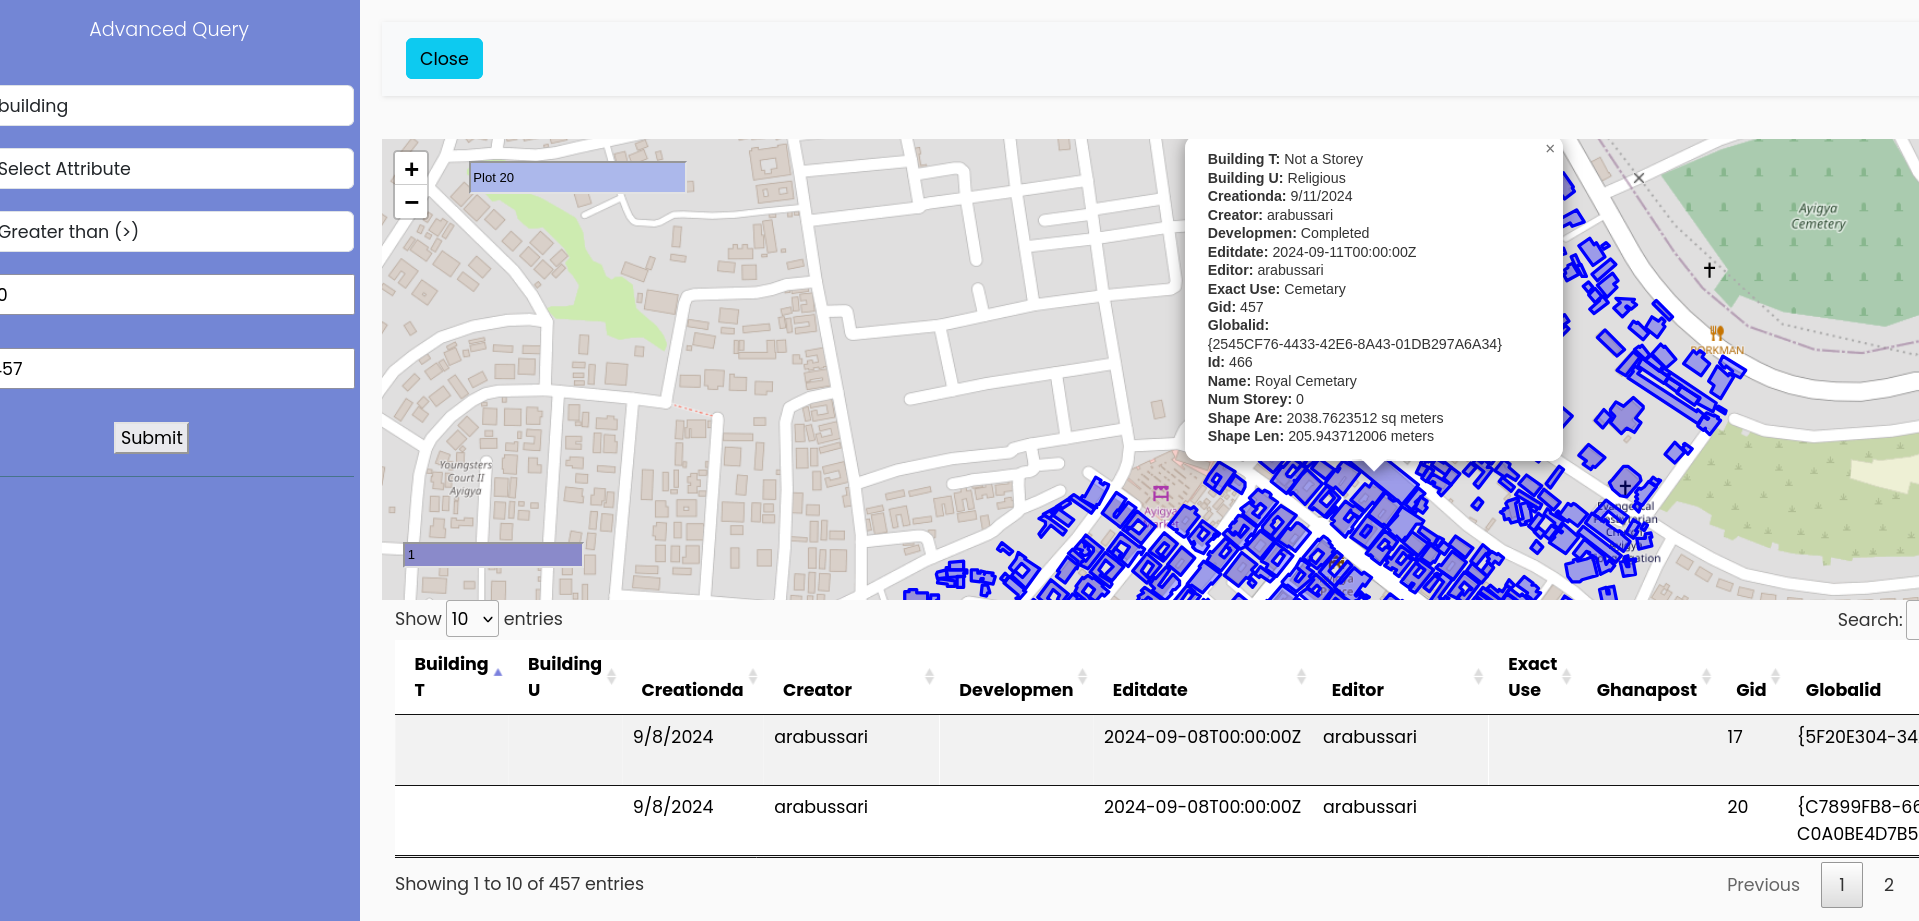 Advanced Query
building
Select Attribute
Greater than (>)
0
457
Submit
Close
+
−
Plot 20
1
×
Building T: Not a Storey
Building U: Religious
Creationda: 9/11/2024
Creator: arabussari
Developmen: Completed
Editdate: 2024-09-11T00:00:00Z
Editor: arabussari
Exact Use: Cemetary
Gid: 457
Globalid:
{2545CF76-4433-42E6-8A43-01DB297A6A34}
Id: 466
Name: Royal Cemetary
Num Storey: 0
Shape Are: 2038.7623512 sq meters
Shape Len: 205.943712006 meters
Ayigya
Cemetery
Youngsters
Court II
Ayigya
Ayigya
Show 10 entries
Search:
Building T
Building U
Creationda
Creator
Developmen
Editdate
Editor
Exact Use
Ghanapost
Gid
Globalid
9/8/2024 arabussari 2024-09-08T00:00:00Z arabussari 17 {5F20E304-34
9/8/2024 arabussari 2024-09-08T00:00:00Z arabussari 20 {C7899FB8-66
C0A0BE4D7B5
Showing 1 to 10 of 457 entries
Previous 1 2